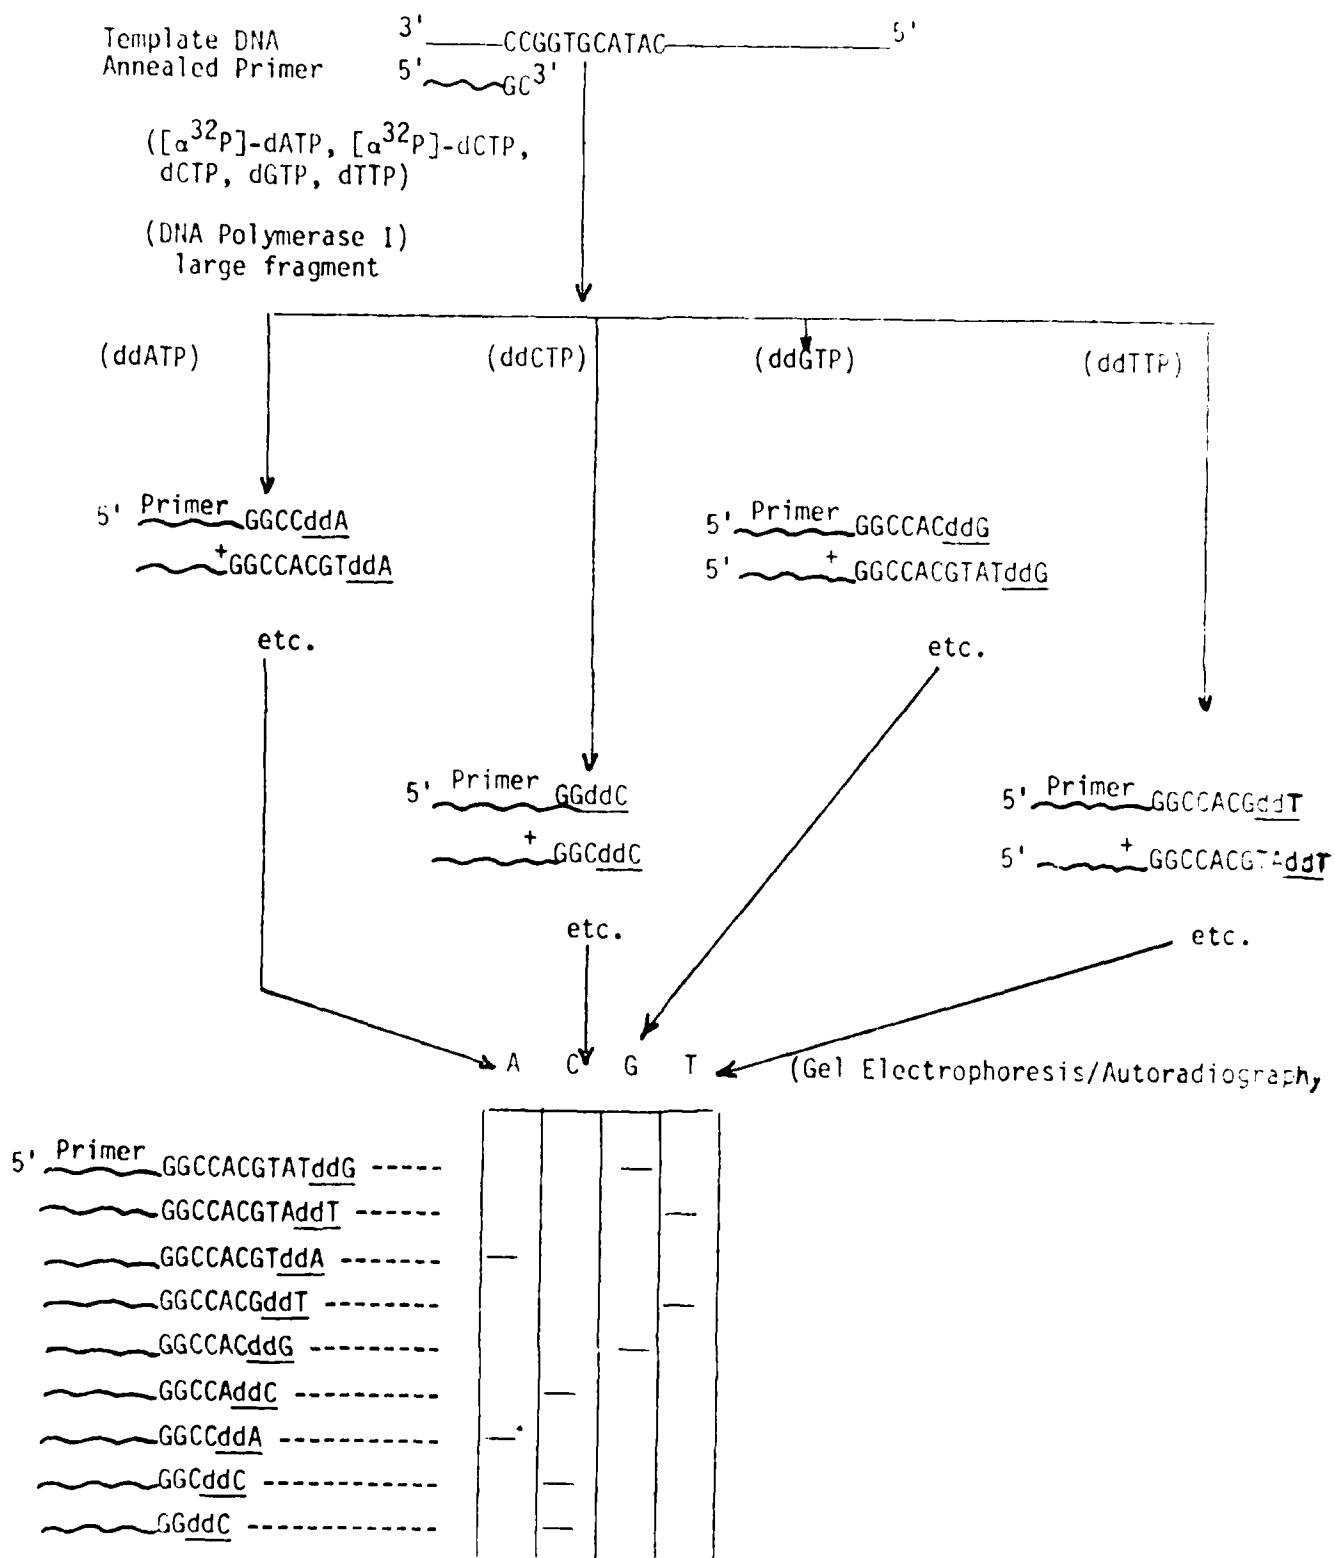 Template DNA 3' CCGGTGCATAC 5'
Annealed Primer 5' GC3'
([α32P]-dATP, [α32P]-dCTP,
dCTP, dGTP, dTTP)
(DNA Polymerase I)
large fragment
(ddATP) (ddCTP) (ddGTP) (ddTTP)
5' Primer GGCCddA
+ GGCCACGTddA
etc.
5' Primer GGCCACddG
5' + GGCCACGTATddG
etc.
5' Primer GGddC
+ GGCddC
etc.
5' Primer GGCCACGddT
5' + GGCCACGTAddT
etc.
A C G T (Gel Electrophoresis/Autoradiography)
5' Primer GGCCACGTATddG -----
GGCCACGTAddT ------
GGCCACGTddA -------
GGCCACGddT --------
GGCCACddG ---------
GGCCAddC ----------
GGCCddA -----------
GGCddC ------------
GGddC -------------